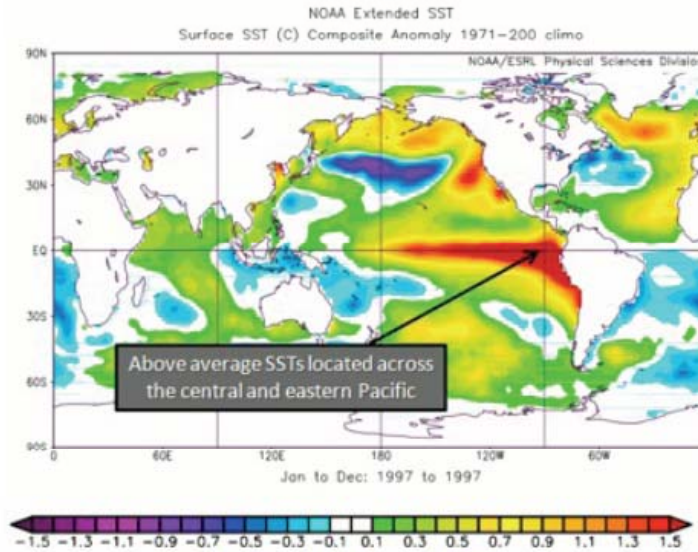 NOAA Extended SST
Surface SST (C) Composite Anomaly 1971-200 climo
NOAA/ESRL Physical Sciences Divisio
90N
60N
30N
EQ
30S
60S
90S
Above average SSTs located across
the central and eastern Pacific
0 60E 120E 180 120W 60W
Jan to Dec: 1997 to 1997
-1.5 -1.3 -1.1 -0.9 -0.7 -0.5 -0.3 -0.1 0.1 0.3 0.5 0.7 0.9 1.1 1.3 1.5